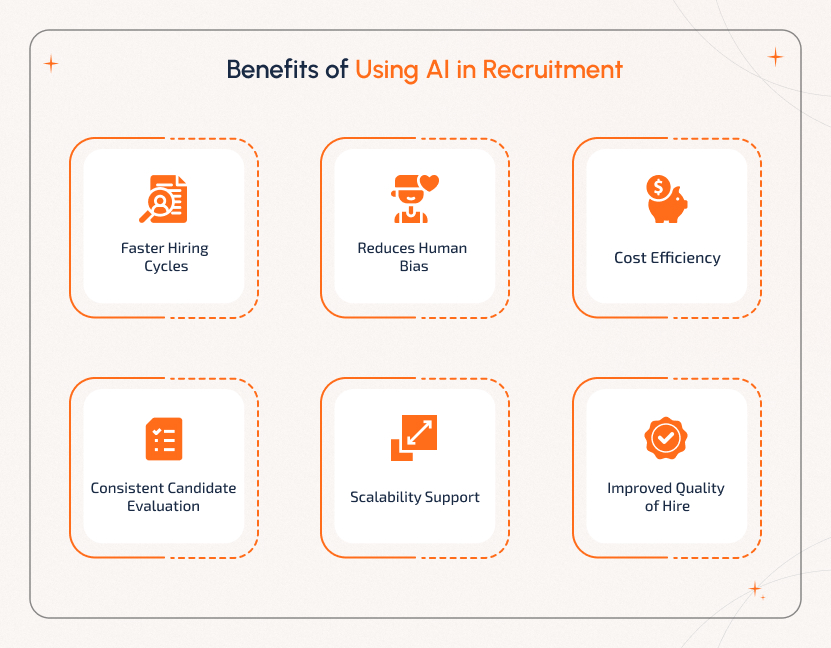 Benefits of Using AI in Recruitment
Faster Hiring
Cycles
Reduces Human
Bias
$
Cost Efficiency
Consistent Candidate
Evaluation
Scalability Support
Improved Quality
of Hire